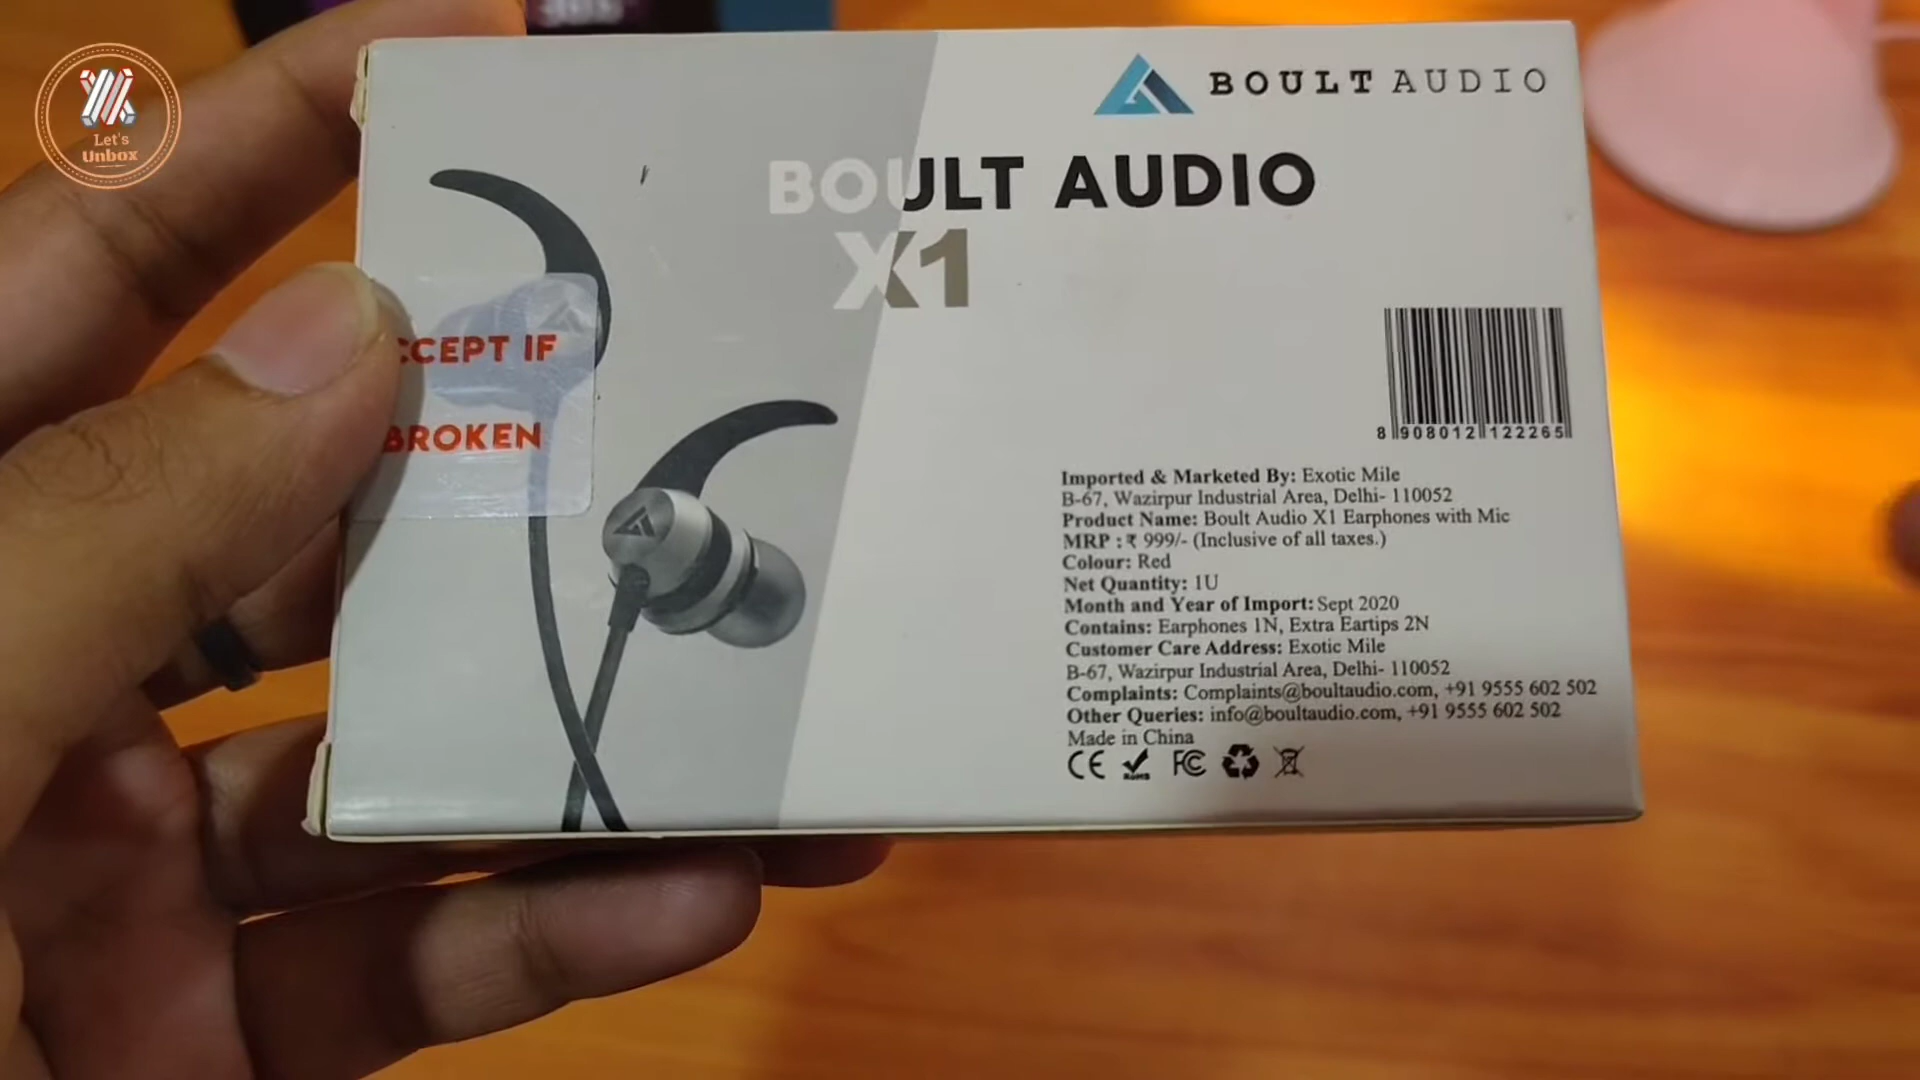 Let's
Unbox
BOULT AUDIO
BOULT AUDIO
X1
CCEPT IF
BROKEN
8 908012 122265
Imported & Marketed By: Exotic Mile
B-67, Wazirpur Industrial Area, Delhi- 110052
Product Name: Boult Audio X1 Earphones with Mic
MRP : ₹ 999/- (Inclusive of all taxes.)
Colour: Red
Net Quantity: 1U
Month and Year of Import: Sept 2020
Contains: Earphones 1N, Extra Eartips 2N
Customer Care Address: Exotic Mile
B-67, Wazirpur Industrial Area, Delhi- 110052
Complaints: Complaints@boultaudio.com, +91 9555 602 502
Other Queries: info@boultaudio.com, +91 9555 602 502
Made in China
CE RoHS FC